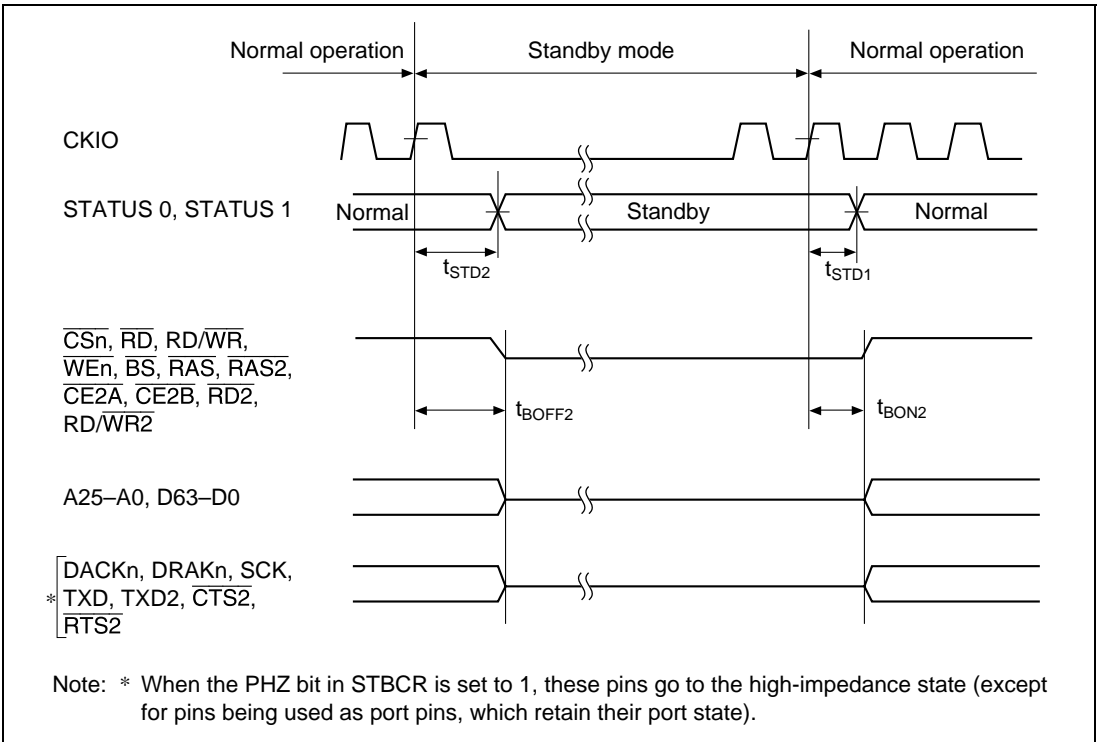 Normal operation Standby mode Normal operation
CKIO
STATUS 0, STATUS 1 Normal Standby Normal
tSTD2 tSTD1
CSn, RD, RD/WR,
WEn, BS, RAS, RAS2,
CE2A, CE2B, RD2,
RD/WR2
tBOFF2 tBON2
A25–A0, D63–D0
DACKn, DRAKn, SCK,
* TXD, TXD2, CTS2,
RTS2
Note: * When the PHZ bit in STBCR is set to 1, these pins go to the high-impedance state (except
for pins being used as port pins, which retain their port state).